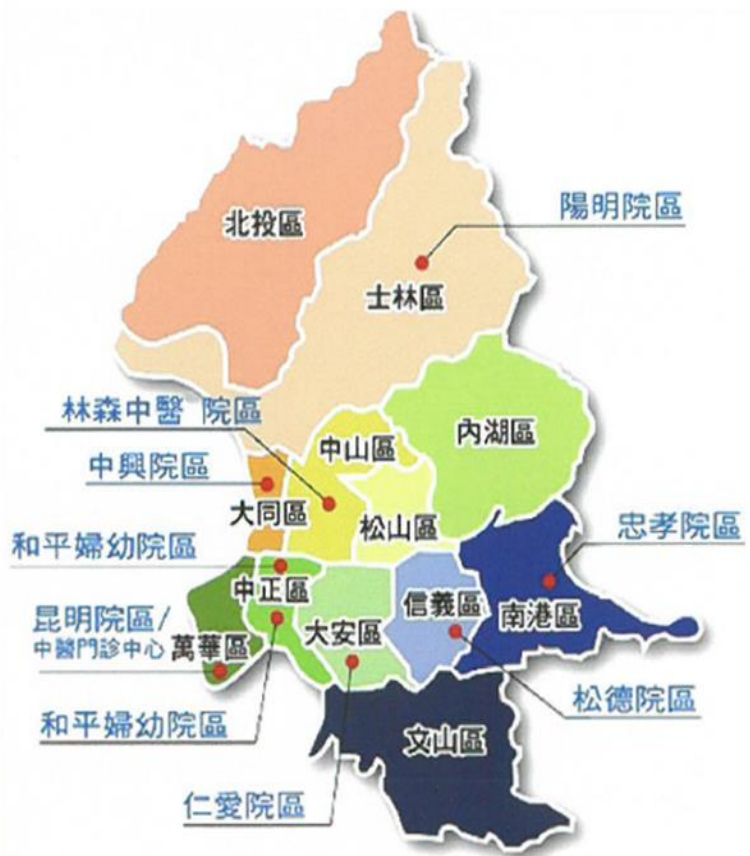 陽明院區
北投區
士林區
林森中醫 院區
中山區
內湖區
中興院區
大同區
松山區
忠孝院區
和平婦幼院區
中正區
信義區
南港區
昆明院區/
中醫門診中心
萬華區
大安區
松德院區
和平婦幼院區
文山區
仁愛院區